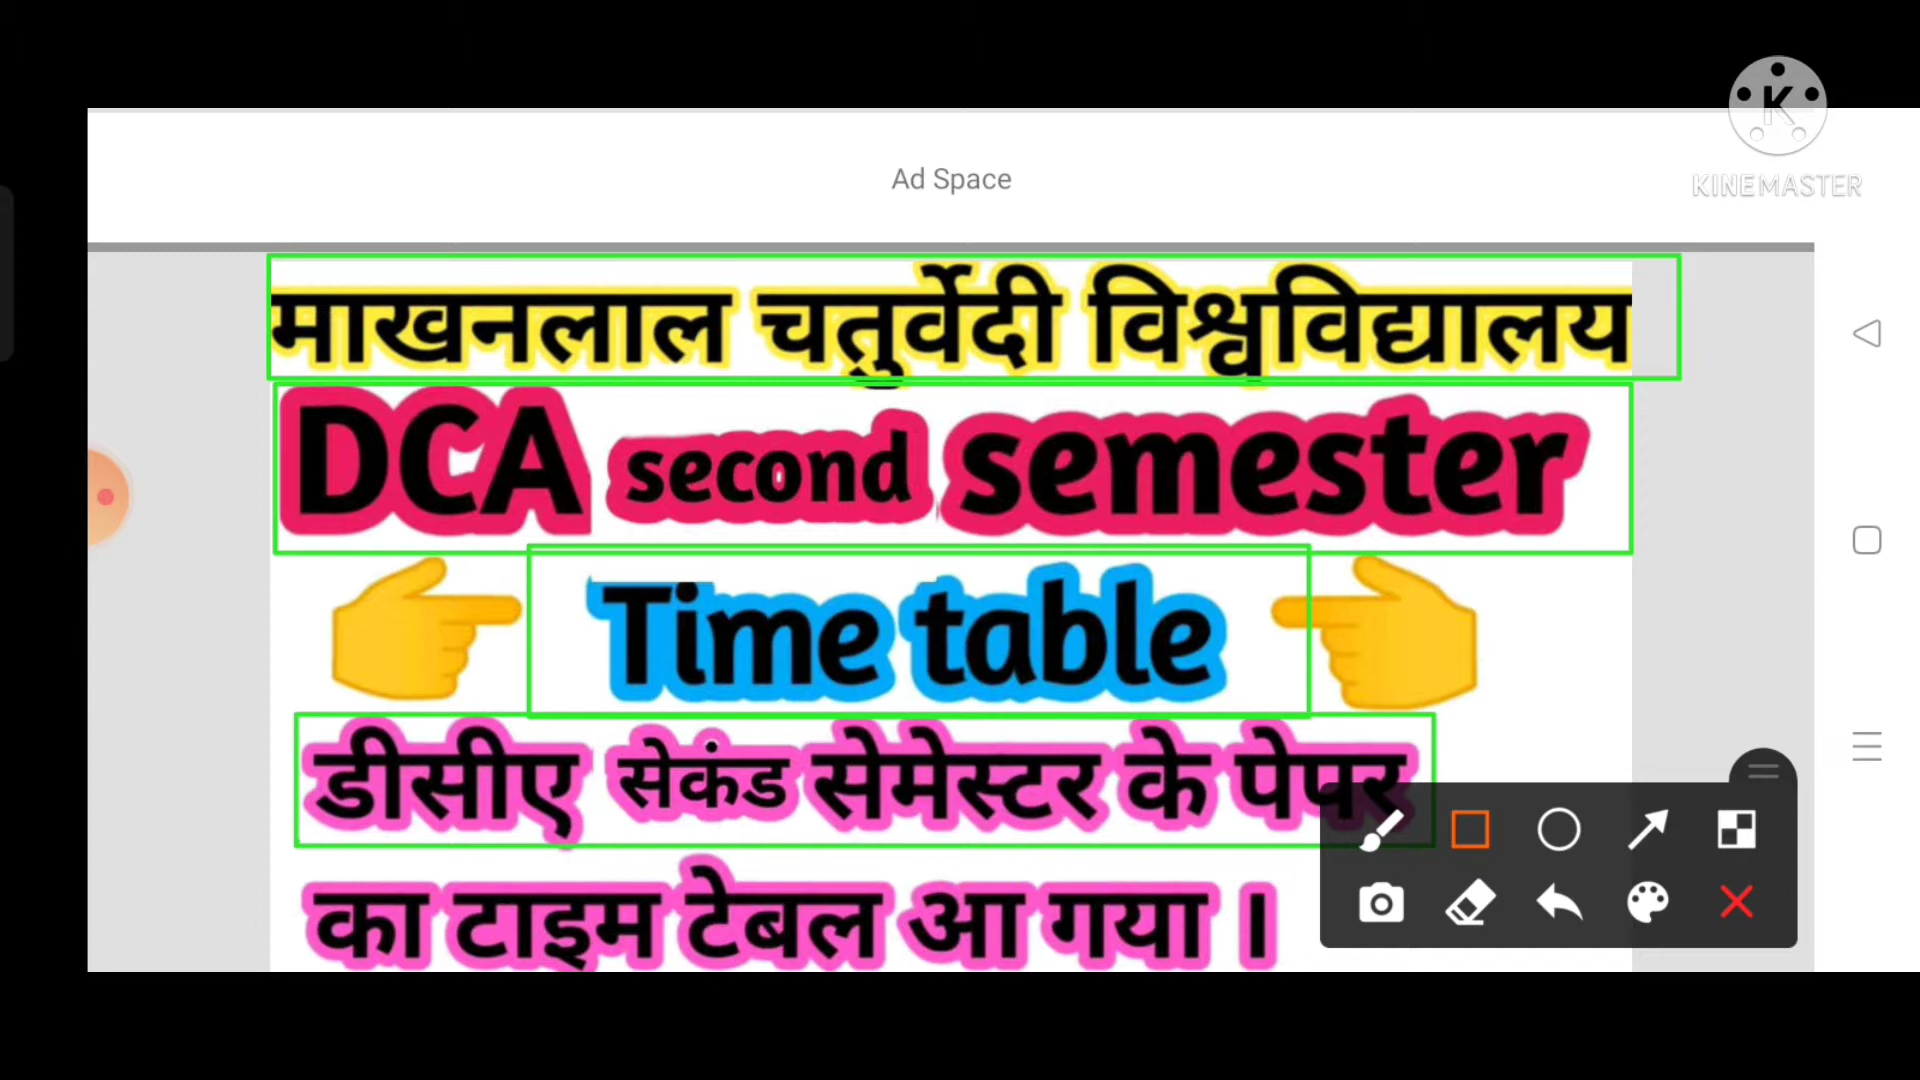 Ad Space
K
KINEMASTER
माखनलाल चतुर्वेदी विश्वविद्यालय
DCA second semester
Time table
डीसीए सेकंड सेमेस्टर के पेपर
का टाइम टेबल आ गया ।